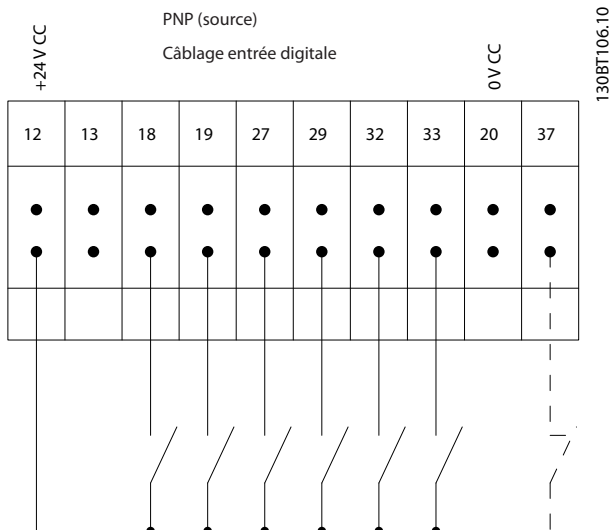 PNP (source)
Câblage entrée digitale
+24 V CC
0 V CC
130BT106.10
12 13 18 19 27 29 32 33 20 37